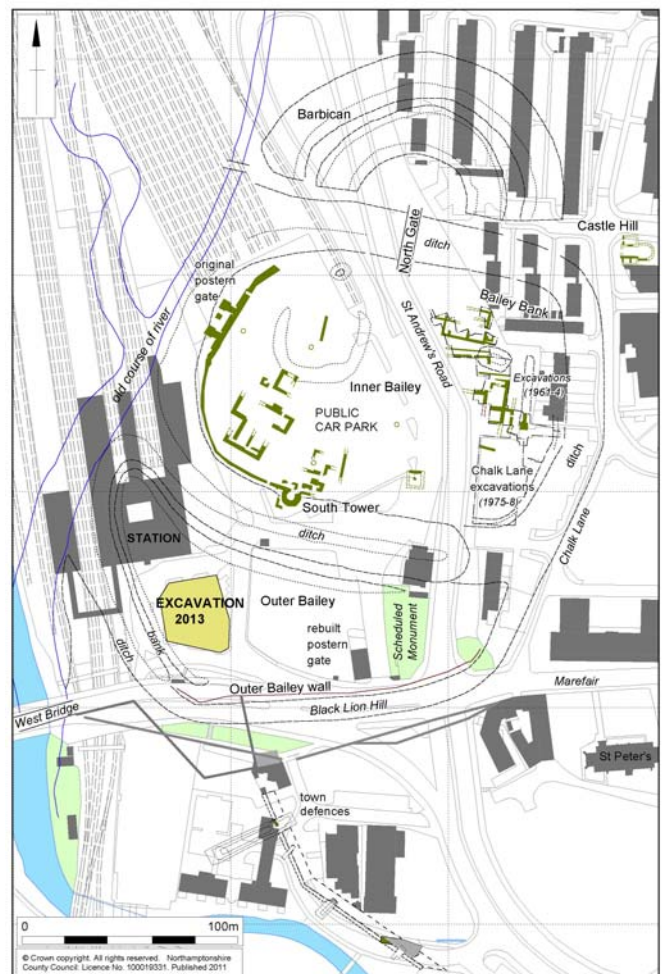 Barbican
Castle Hill
North Gate
ditch
original
postern
gate
Bailey Bank
old course of river
St Andrew's Road
Inner Bailey
Excavations
(1961-4)
PUBLIC
CAR PARK
ditch
Chalk Lane
excavations
(1975-8)
South Tower
Chalk Lane
ditch
STATION
EXCAVATION
2013
Outer Bailey
Scheduled
Monument
rebuilt
postern
gate
ditch
bank
Outer Bailey wall
Marefair
Black Lion Hill
West Bridge
St Peter's
town
defences
0 100m
© Crown copyright. All rights reserved. Northamptonshire
County Council: Licence No. 100019331. Published 2011